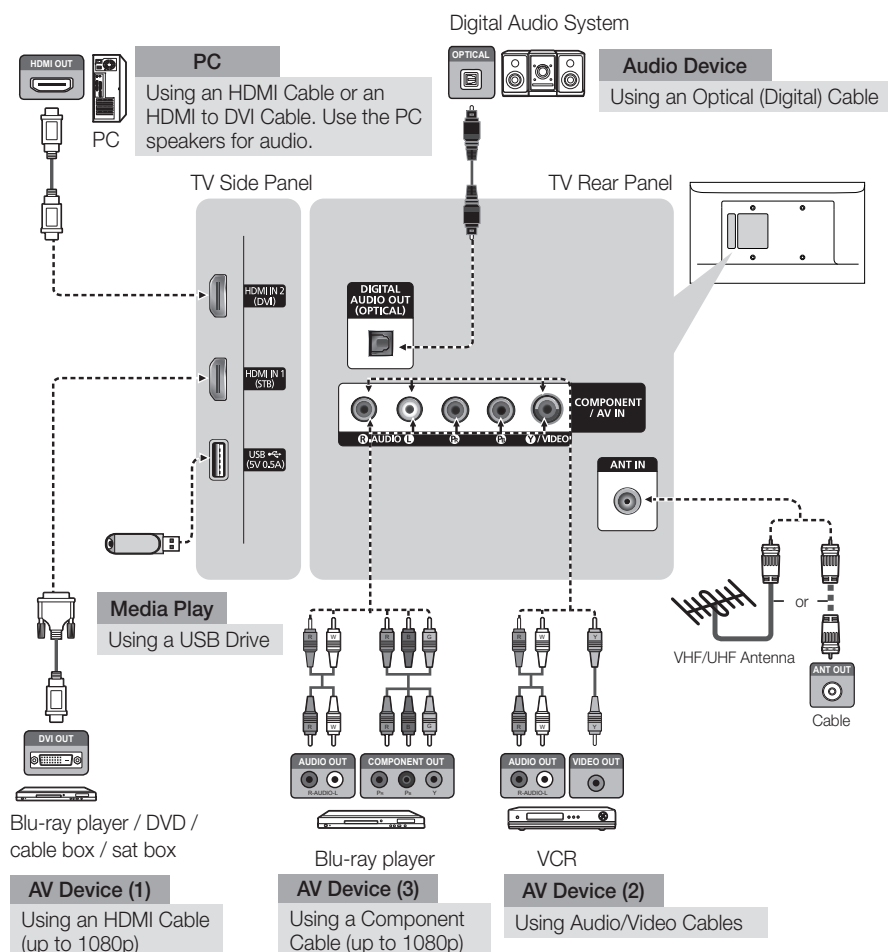 Digital Audio System
HDMI OUT
PC
PC
Using an HDMI Cable or an
HDMI to DVI Cable. Use the PC
speakers for audio.
OPTICAL
Audio Device
Using an Optical (Digital) Cable
TV Side Panel
TV Rear Panel
HDMI IN 2
(DVI)
HDMI IN 1
(STB)
USB
(5V 0.5A)
DIGITAL
AUDIO OUT
(OPTICAL)
COMPONENT
/ AV IN
R AUDIO L PR PB Y/VIDEO
ANT IN
Media Play
Using a USB Drive
VHF/UHF Antenna
or
ANT OUT
Cable
R W R B G R W Y
R W R B G R W Y
DVI OUT
AUDIO OUT
R-AUDIO-L
COMPONENT OUT
PR PB Y
AUDIO OUT
R-AUDIO-L
VIDEO OUT
Blu-ray player / DVD /
cable box / sat box
Blu-ray player
VCR
AV Device (1)
Using an HDMI Cable
(up to 1080p)
AV Device (3)
Using a Component
Cable (up to 1080p)
AV Device (2)
Using Audio/Video Cables